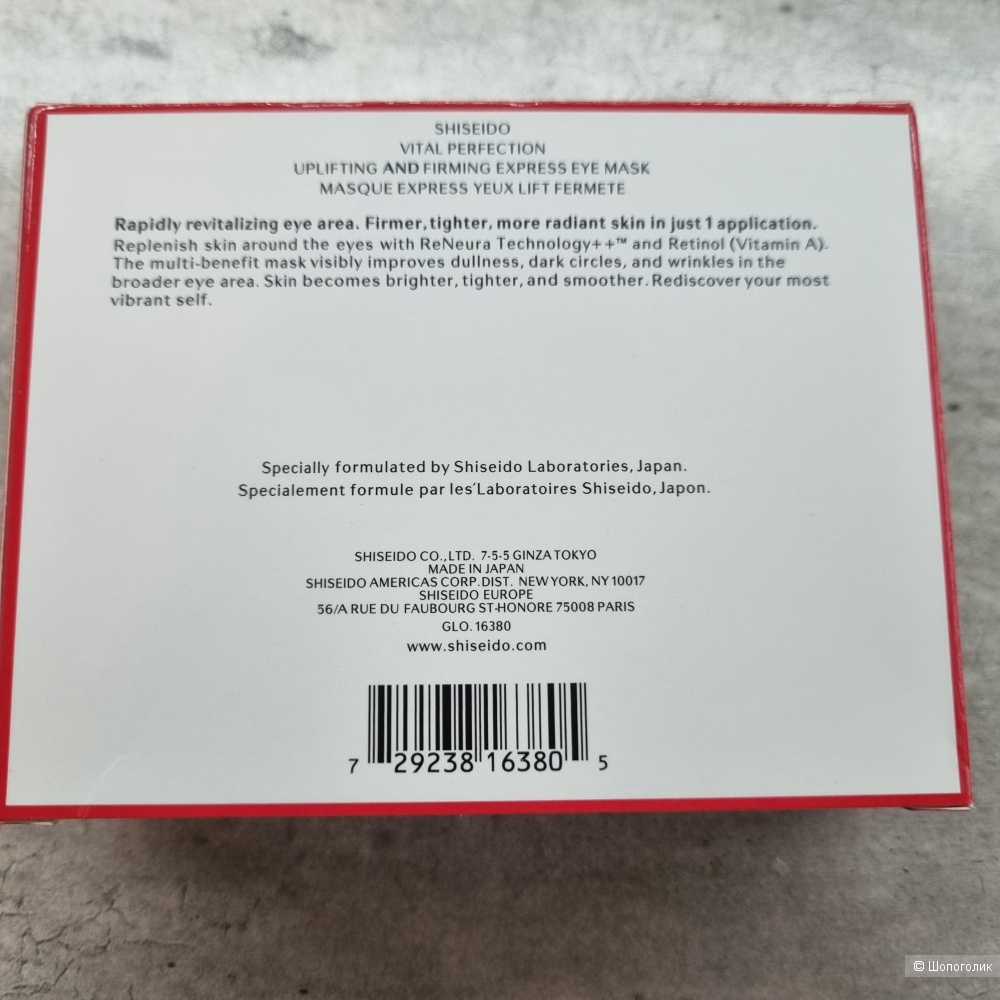 SHISEIDO
VITAL PERFECTION
UPLIFTING AND FIRMING EXPRESS EYE MASK
MASQUE EXPRESS YEUX LIFT FERMETE
Rapidly revitalizing eye area. Firmer, tighter, more radiant skin in just 1 application.
Replenish skin around the eyes with ReNeura Technology++™ and Retinol (Vitamin A).
The multi-benefit mask visibly improves dullness, dark circles, and wrinkles in the
broader eye area. Skin becomes brighter, tighter, and smoother. Rediscover your most
vibrant self.
Specially formulated by Shiseido Laboratories, Japan.
Specialement formule par les'Laboratoires Shiseido, Japon.
SHISEIDO CO., LTD. 7-5-5 GINZA TOKYO
MADE IN JAPAN
SHISEIDO AMERICAS CORP. DIST. NEW YORK, NY 10017
SHISEIDO EUROPE
56/A RUE DU FAUBOURG ST-HONORE 75008 PARIS
GLO. 16380
www.shiseido.com
7 29238 16380 5
© Шопоголик